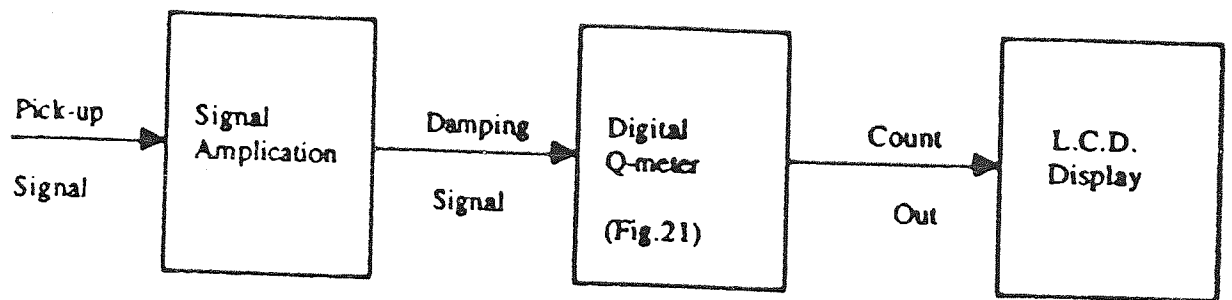 Pick-up
Signal
Signal
Amplication
Damping
Signal
Digital
Q-meter
(Fig.21)
Count
Out
L.C.D.
Display